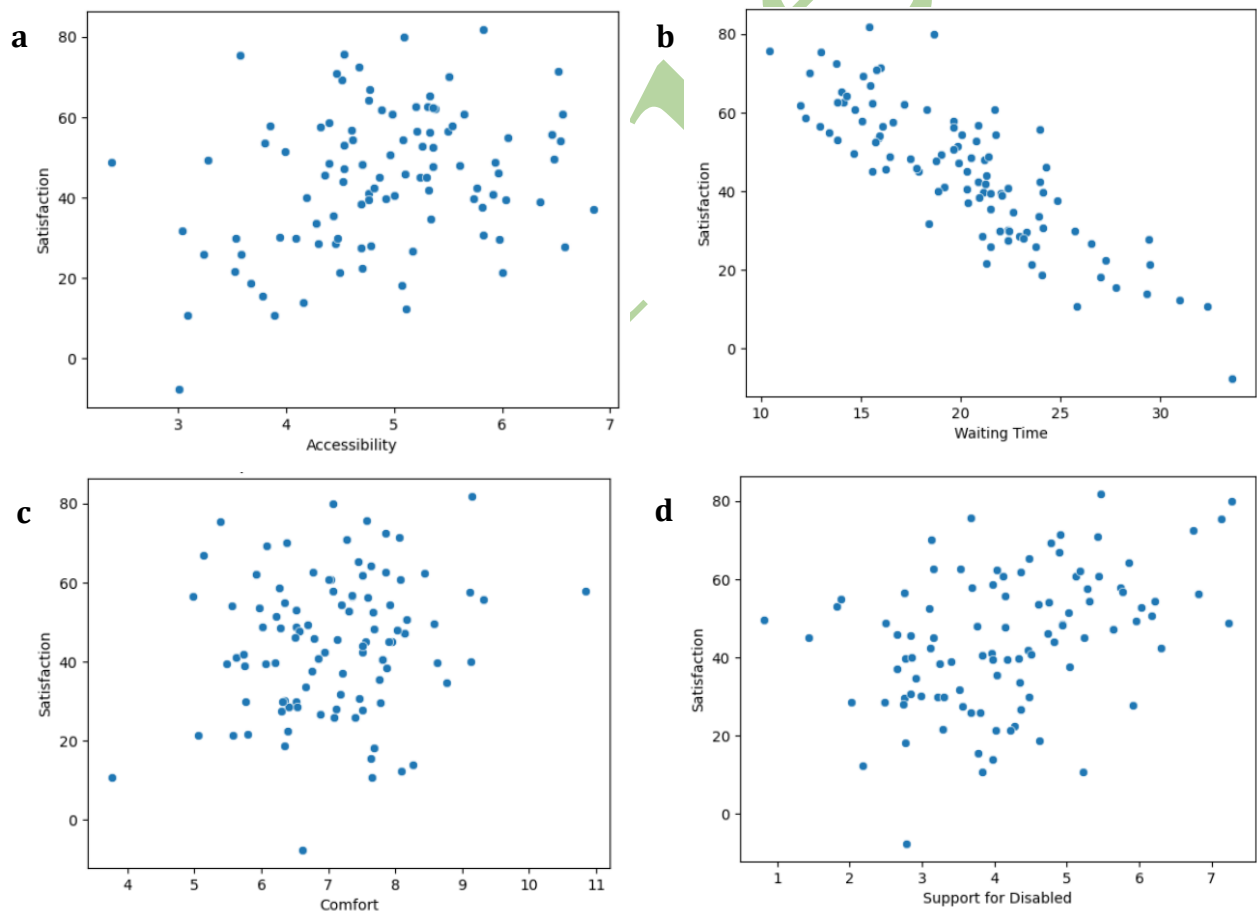 a
80
60
40
20
0
Satisfaction
3 4 5 6 7
Accessibility
b
80
60
40
20
0
Satisfaction
10 15 20 25 30
Waiting Time
c
80
60
40
20
0
Satisfaction
4 5 6 7 8 9 10 11
Comfort
d
80
60
40
20
0
Satisfaction
1 2 3 4 5 6 7
Support for Disabled